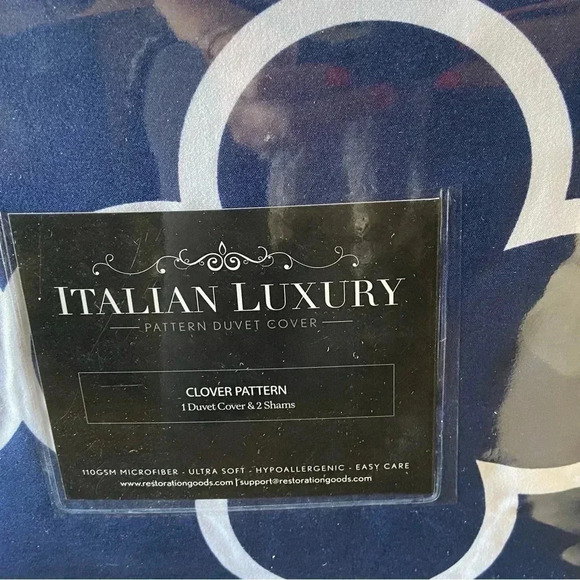 ITALIAN LUXURY
PATTERN DUVET COVER
CLOVER PATTERN
1 Duvet Cover & 2 Shams
110GSM MICROFIBER - ULTRA SOFT - HYPOALLERGENIC - EASY CARE
www.restorationgoods.com | support@restorationgoods.com